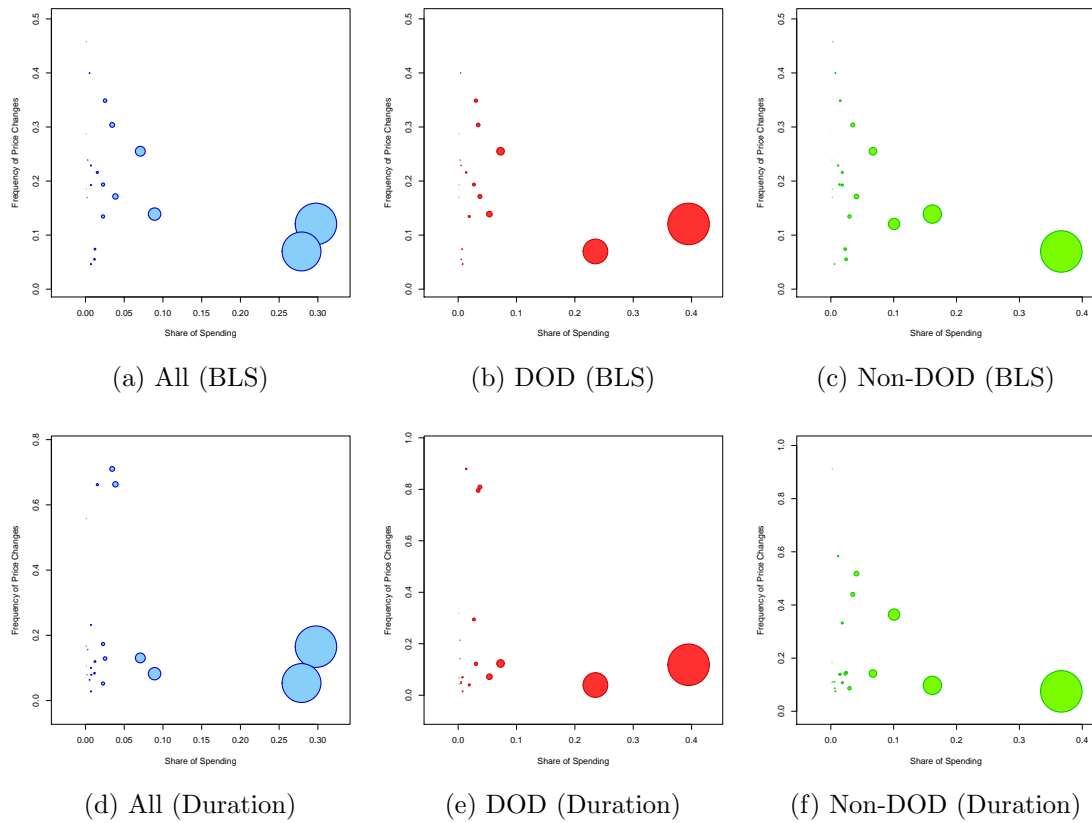 Frequency of Price Changes
0.5
0.4
0.3
0.2
0.1
0.0
0.00 0.05 0.10 0.15 0.20 0.25 0.30
Share of Spending
(a) All (BLS)
Frequency of Price Changes
0.5
0.4
0.3
0.2
0.1
0.0
0.0 0.1 0.2 0.3 0.4
Share of Spending
(b) DOD (BLS)
Frequency of Price Changes
0.5
0.4
0.3
0.2
0.1
0.0
0.0 0.1 0.2 0.3 0.4
Share of Spending
(c) Non-DOD (BLS)
Frequency of Price Changes
0.8
0.6
0.4
0.2
0.0
0.00 0.05 0.10 0.15 0.20 0.25 0.30
Share of Spending
(d) All (Duration)
Frequency of Price Changes
1.0
0.8
0.6
0.4
0.2
0.0
0.0 0.1 0.2 0.3 0.4
Share of Spending
(e) DOD (Duration)
Frequency of Price Changes
1.0
0.8
0.6
0.4
0.2
0.0
0.0 0.1 0.2 0.3 0.4
Share of Spending
(f) Non-DOD (Duration)